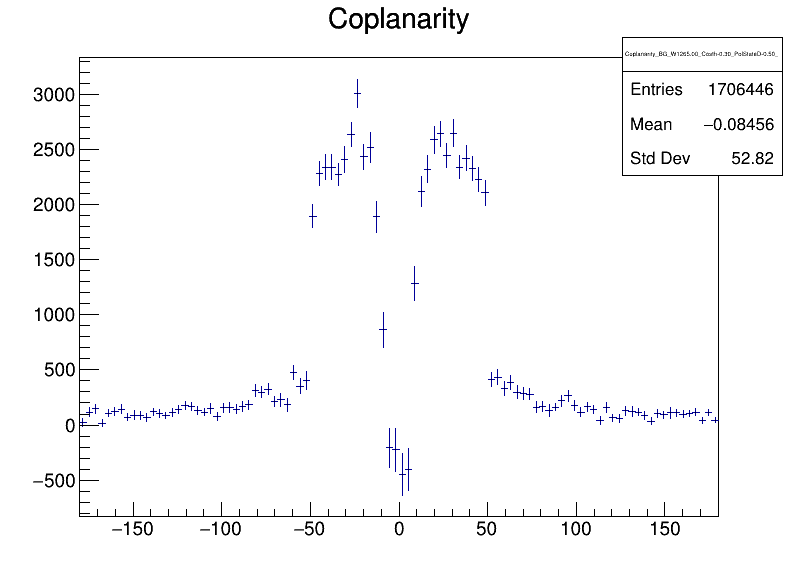 Coplanarity
Coplanarity_BG_W1265.00_Costh-0.30_PolStateD-0.50_
Entries 1706446
Mean −0.08456
Std Dev 52.82
3000
2500
2000
1500
1000
500
0
−500
−150 −100 −50 0 50 100 150